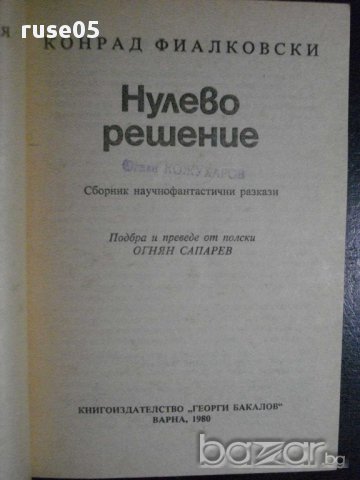 ruse05
Я
КОНРАД ФИАЛКОВСКИ
Нулево
решение
КОЖУХАРОВ
Сборник научнофантастични разкази
Подбра и преведе от полски
ОГНЯН САПАРЕВ
КНИГОИЗДАТЕЛСТВО „ГЕОРГИ БАКАЛОВ“
ВАРНА, 1980
bazar.bg